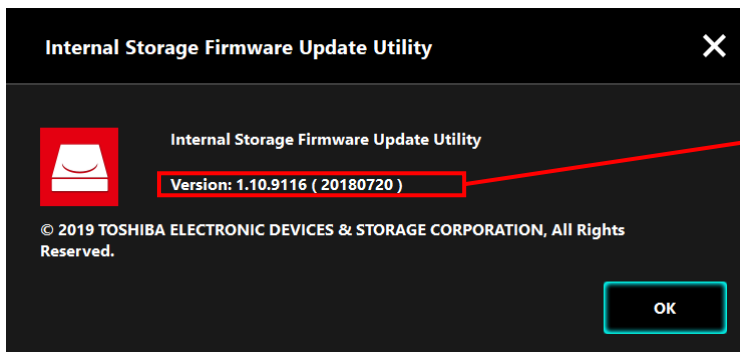 Internal Storage Firmware Update Utility
Internal Storage Firmware Update Utility
Version: 1.10.9116 ( 20180720 )
© 2019 TOSHIBA ELECTRONIC DEVICES & STORAGE CORPORATION, All Rights
Reserved.
OK